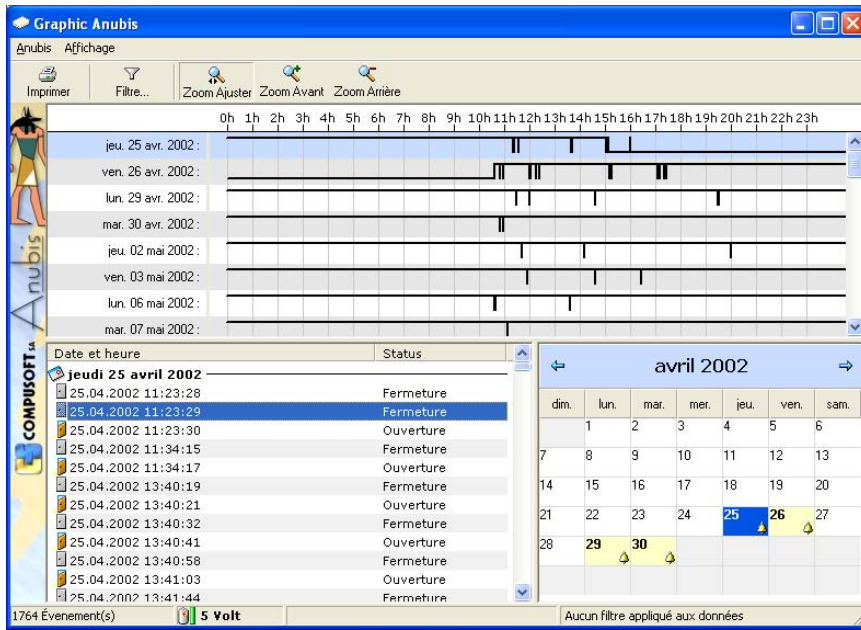 Graphic Anubis
Anubis Affichage
Imprimer Filtre... Zoom Ajuster Zoom Avant Zoom Arrière
0h 1h 2h 3h 4h 5h 6h 7h 8h 9h 10h 11h 12h 13h 14h 15h 16h 17h 18h 19h 20h 21h 22h 23h
jeu. 25 avr. 2002 :
ven. 26 avr. 2002 :
lun. 29 avr. 2002 :
mar. 30 avr. 2002 :
jeu. 02 mai 2002 :
ven. 03 mai 2002 :
lun. 06 mai 2002 :
mar. 07 mai 2002 :
COMPUSOFT SA Anubis
Date et heure Status
jeudi 25 avril 2002
25.04.2002 11:23:28 Fermeture
25.04.2002 11:23:29 Fermeture
25.04.2002 11:23:30 Ouverture
25.04.2002 11:34:15 Fermeture
25.04.2002 11:34:17 Ouverture
25.04.2002 13:40:19 Fermeture
25.04.2002 13:40:21 Ouverture
25.04.2002 13:40:32 Fermeture
25.04.2002 13:40:41 Ouverture
25.04.2002 13:40:58 Fermeture
25.04.2002 13:41:03 Ouverture
25.04.2002 13:41:44 Fermeture
avril 2002
dim. lun. mar. mer. jeu. ven. sam.
1 2 3 4 5 6
7 8 9 10 11 12 13
14 15 16 17 18 19 20
21 22 23 24 25 26 27
28 29 30
1764 Évenement(s) 5 Volt Aucun filtre appliqué aux données